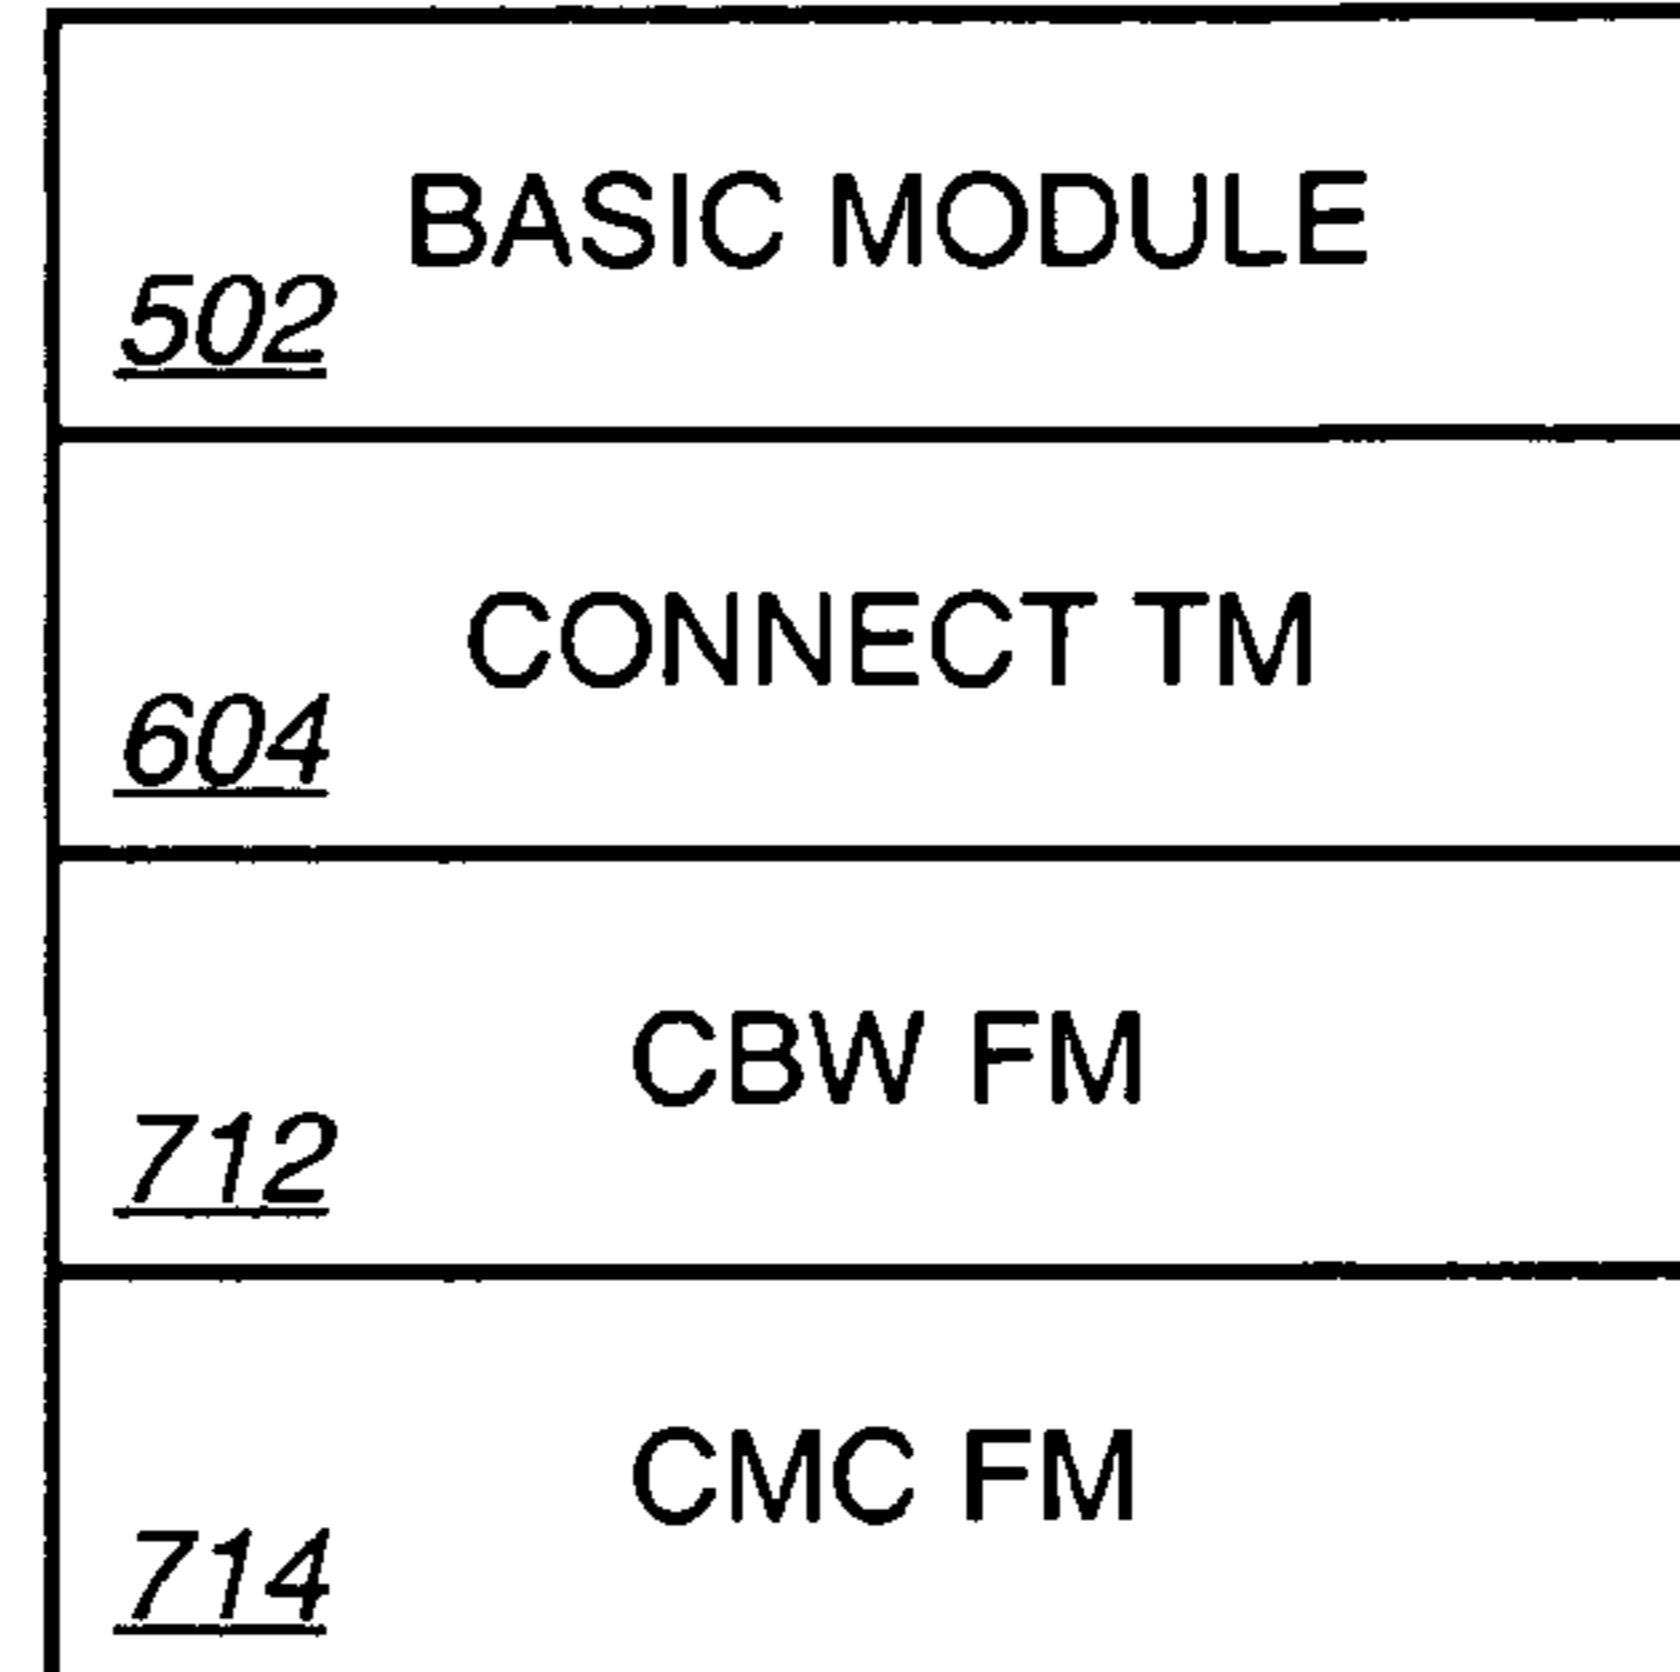 BASIC MODULE
502
CONNECT TM
604
CBW FM
712
CMC FM
714